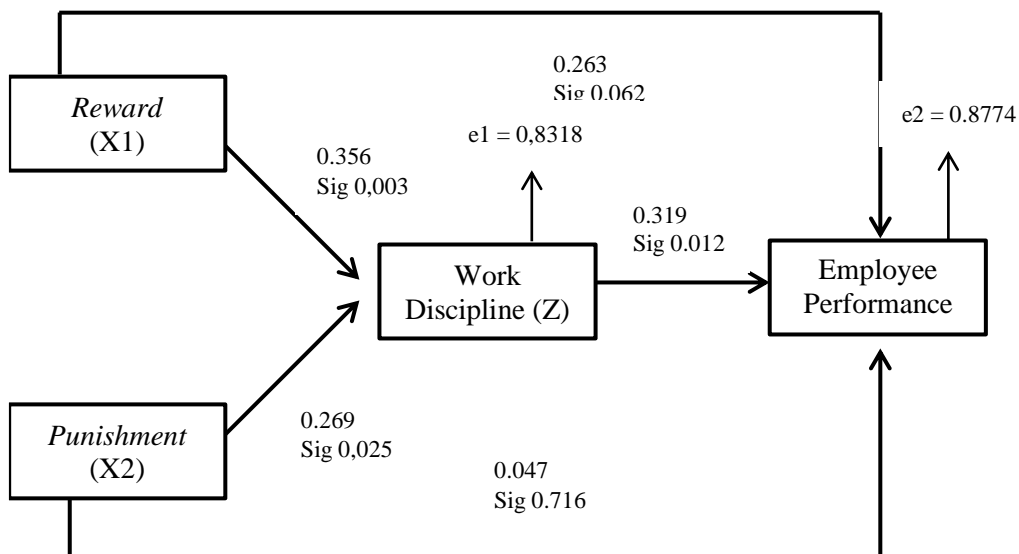 0.263
Sig 0.062
Reward
(X1)
e1 = 0,8318
e2 = 0.8774
0.356
Sig 0,003
0.319
Sig 0.012
Work
Discipline (Z)
Employee
Performance
Punishment
(X2)
0.269
Sig 0,025
0.047
Sig 0.716